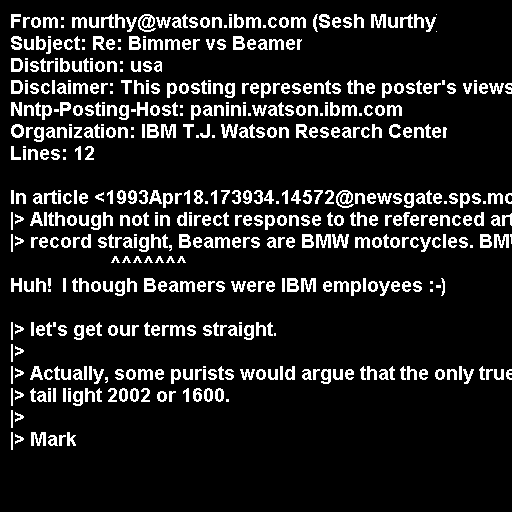 From: murthy@watson.ibm.com (Sesh Murthy)
Subject: Re: Bimmer vs Beamer
Distribution: usa
Disclaimer: This posting represents the poster's views
Nntp-Posting-Host: panini.watson.ibm.com
Organization: IBM T.J. Watson Research Center
Lines: 12

In article <1993Apr18.173934.14572@newsgate.sps.mo
|> Although not in direct response to the referenced art
|> record straight, Beamers are BMW motorcycles. BMW
^^^^^^^
Huh!  I though Beamers were IBM employees :-)

|> let's get our terms straight.
|>
|> Actually, some purists would argue that the only true
|> tail light 2002 or 1600.
|>
|> Mark